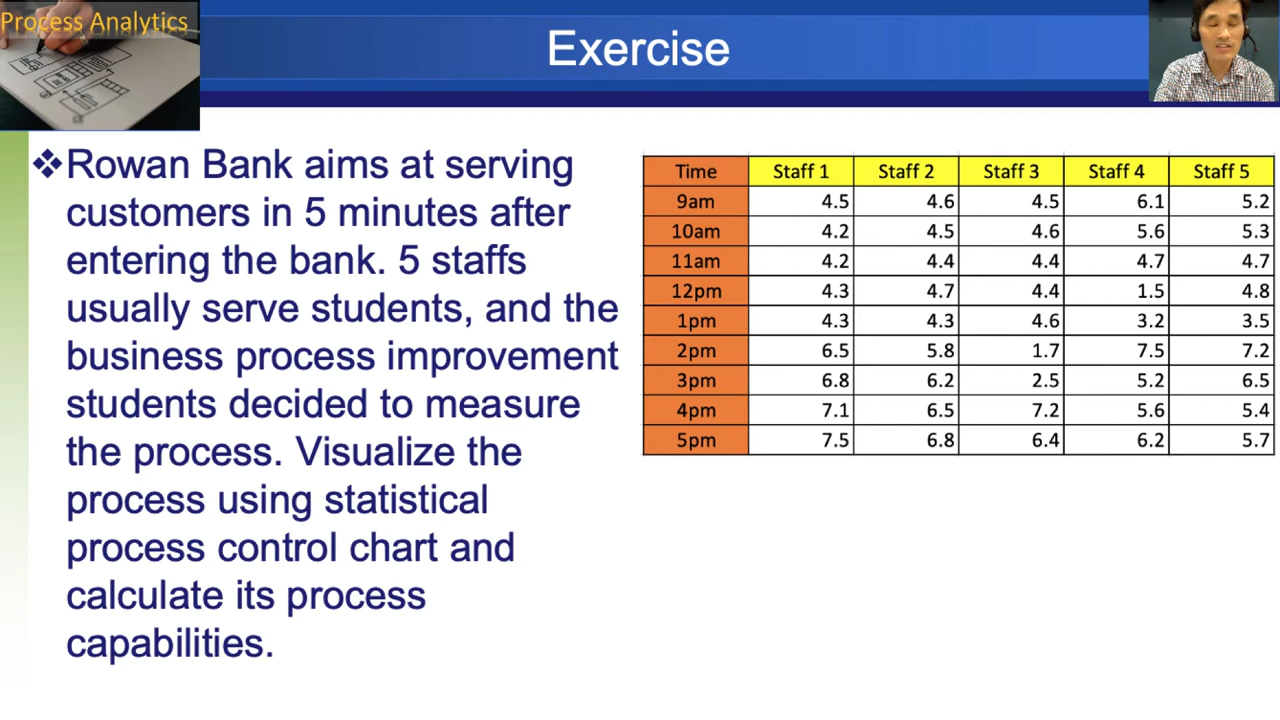 Process Analytics
Exercise
❖Rowan Bank aims at serving
customers in 5 minutes after
entering the bank. 5 staffs
usually serve students, and the
business process improvement
students decided to measure
the process. Visualize the
process using statistical
process control chart and
calculate its process
capabilities.
Time Staff 1 Staff 2 Staff 3 Staff 4 Staff 5
9am 4.5 4.6 4.5 6.1 5.2
10am 4.2 4.5 4.6 5.6 5.3
11am 4.2 4.4 4.4 4.7 4.7
12pm 4.3 4.7 4.4 1.5 4.8
1pm 4.3 4.3 4.6 3.2 3.5
2pm 6.5 5.8 1.7 7.5 7.2
3pm 6.8 6.2 2.5 5.2 6.5
4pm 7.1 6.5 7.2 5.6 5.4
5pm 7.5 6.8 6.4 6.2 5.7